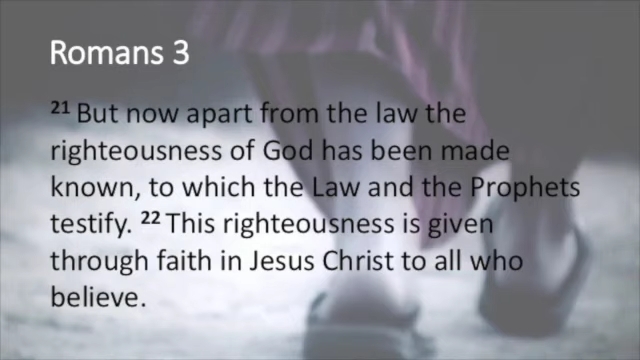 Romans 3
21 But now apart from the law the
righteousness of God has been made
known, to which the Law and the Prophets
testify. 22 This righteousness is given
through faith in Jesus Christ to all who
believe.